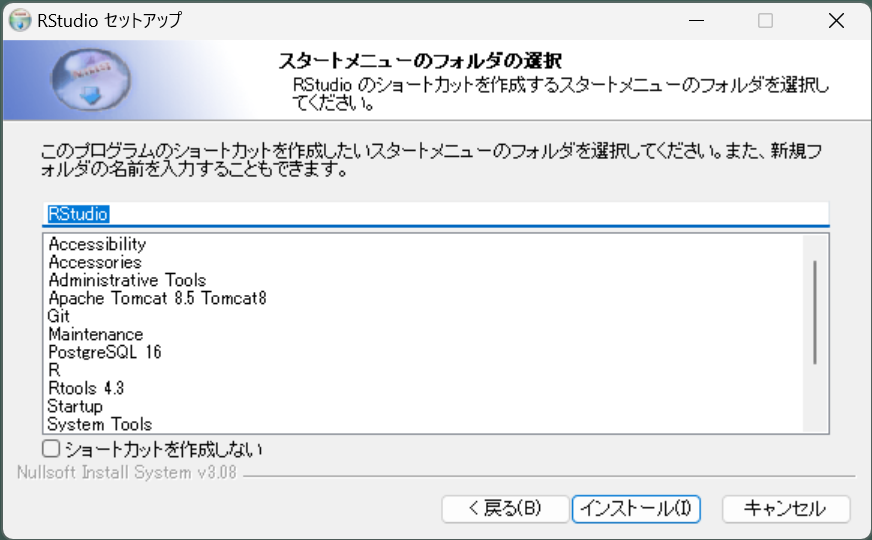 RStudio セットアップ
スタートメニューのフォルダの選択
RStudio のショートカットを作成するスタートメニューのフォルダを選択し
てください。
このプログラムのショートカットを作成したいスタートメニューのフォルダを選択してください。また、新規フ
ォルダの名前を入力することもできます。
RStudio
Accessibility
Accessories
Administrative Tools
Apache Tomcat 8.5 Tomcat8
Git
Maintenance
PostgreSQL 16
R
Rtools 4.3
Startup
System Tools
ショートカットを作成しない
Nullsoft Install System v3.08
< 戻る(B)
インストール(I)
キャンセル